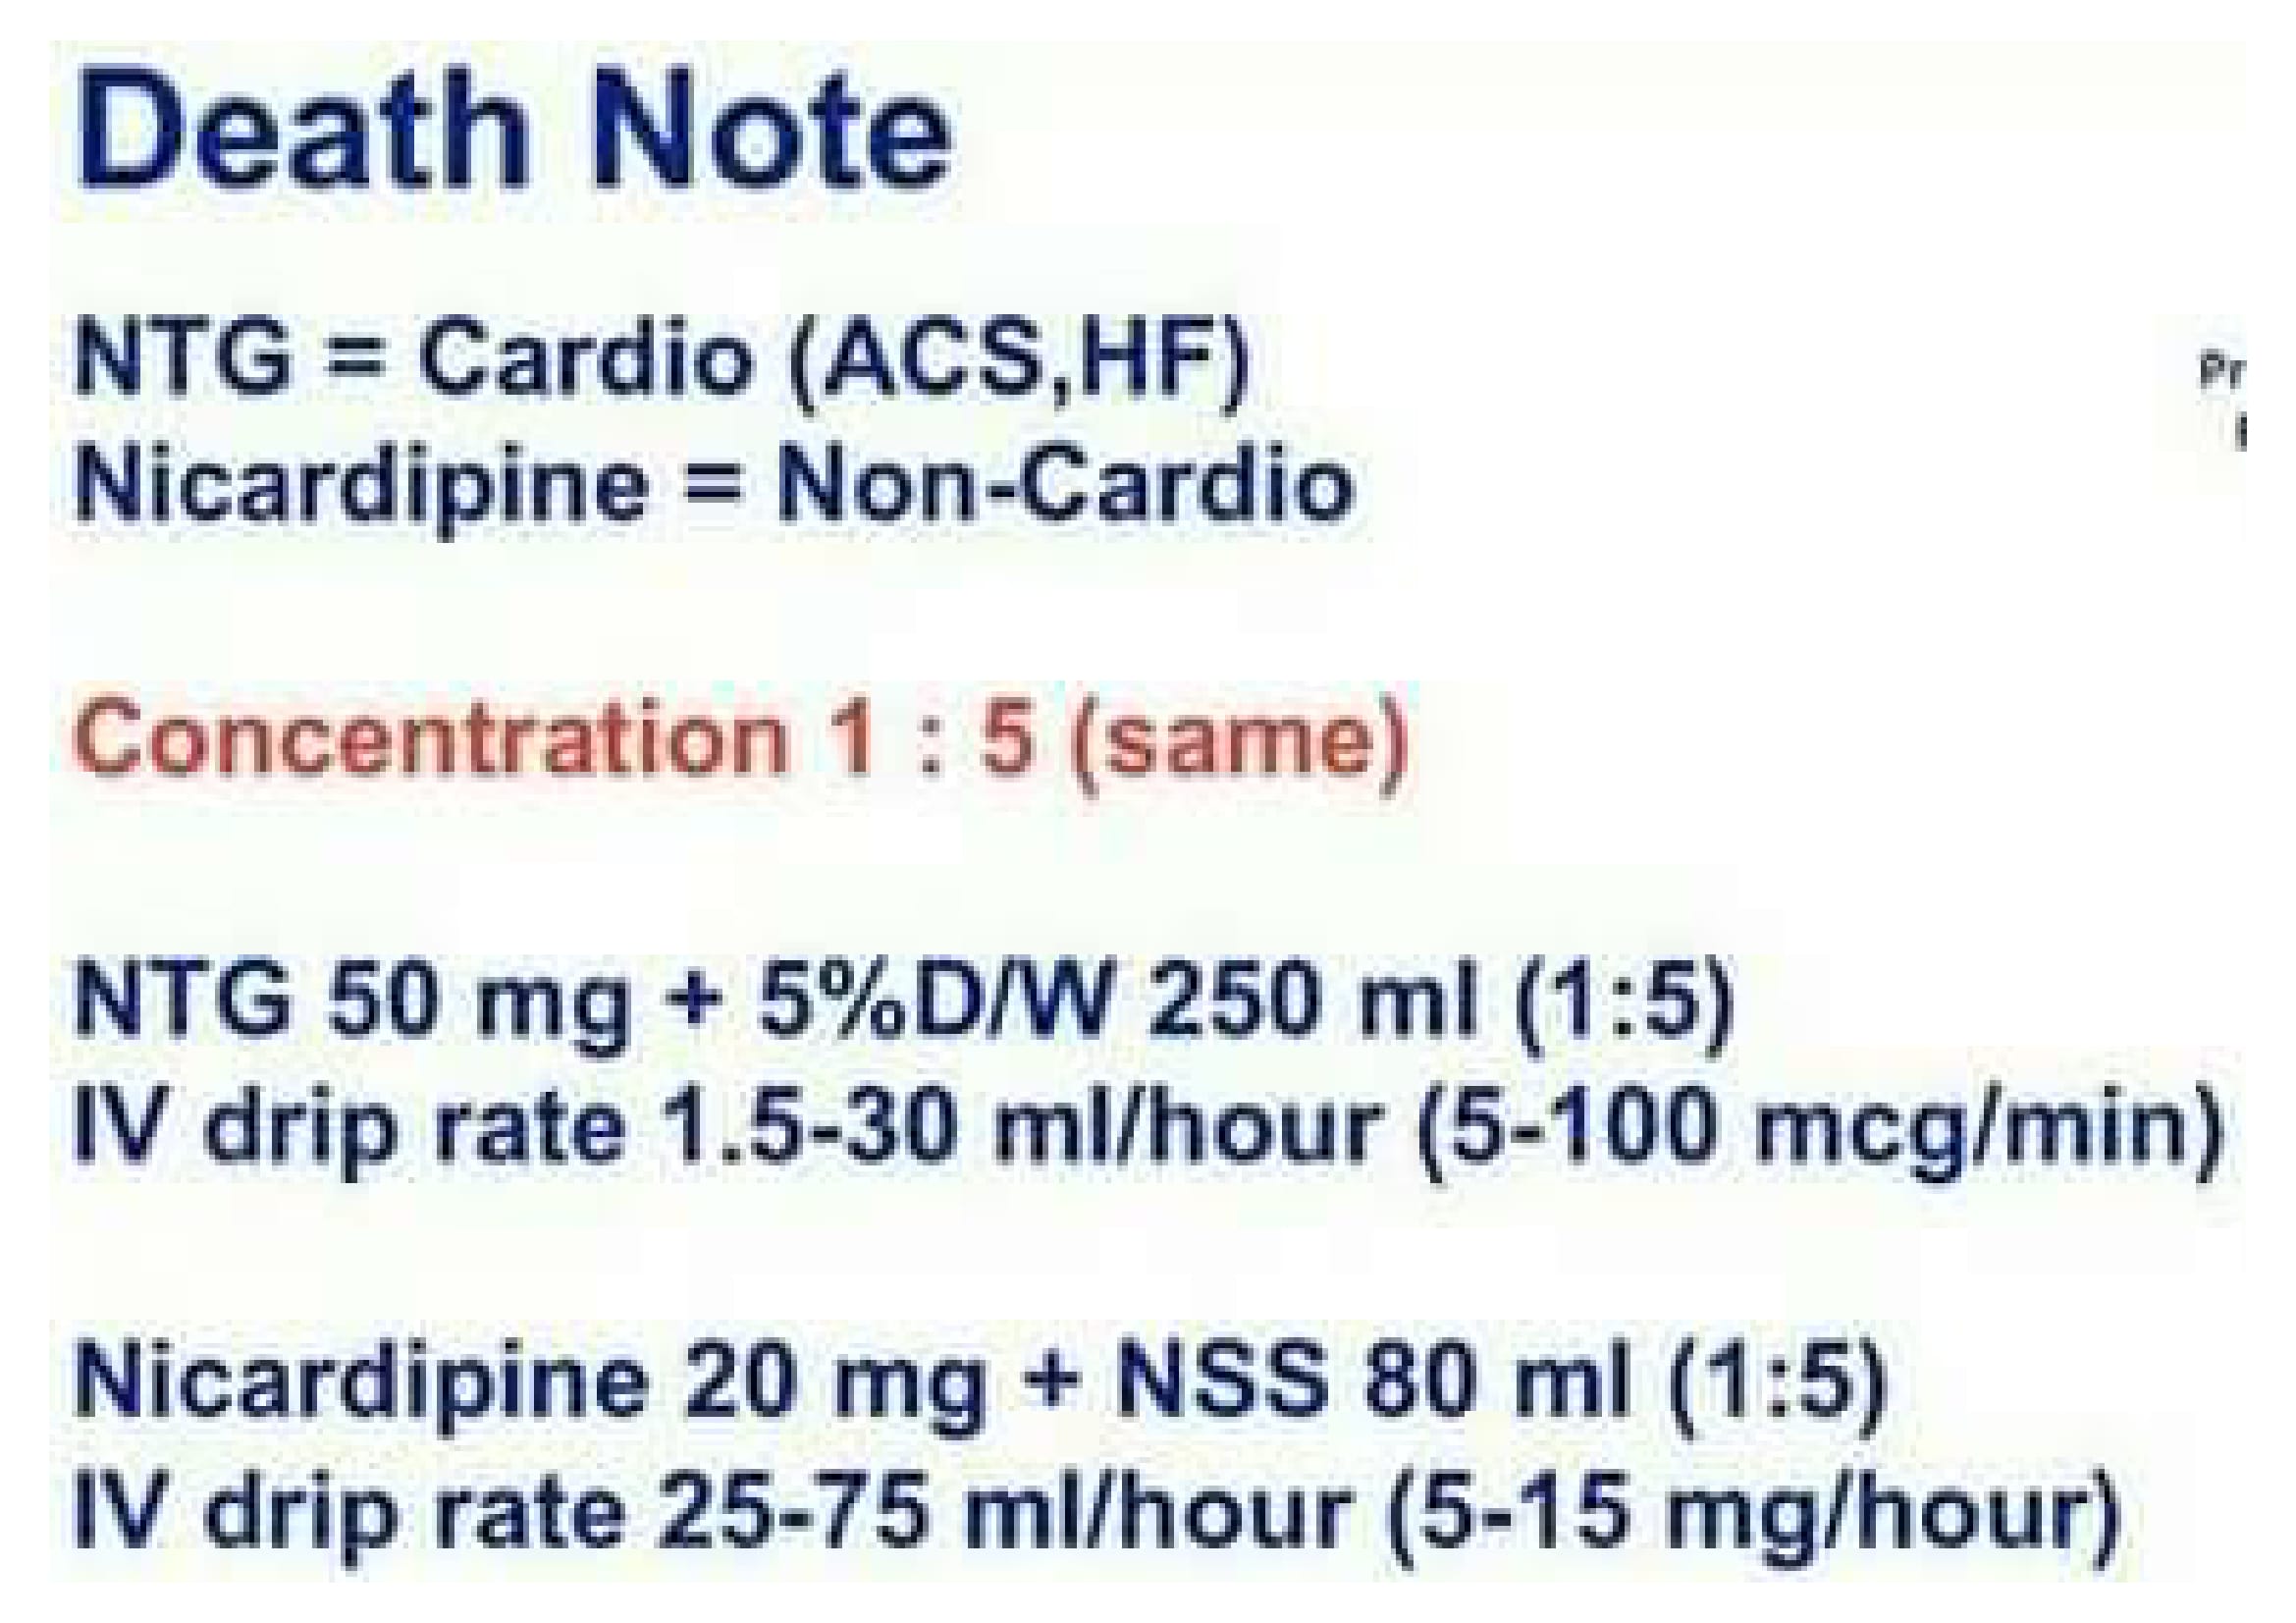 Death Note
NTG = Cardio (ACS,HF)
Nicardipine = Non-Cardio
Concentration 1 : 5 (same)
NTG 50 mg + 5%D/W 250 ml (1:5)
IV drip rate 1.5-30 ml/hour (5-100 mcg/min)
Nicardipine 20 mg + NSS 80 ml (1:5)
IV drip rate 25-75 ml/hour (5-15 mg/hour)